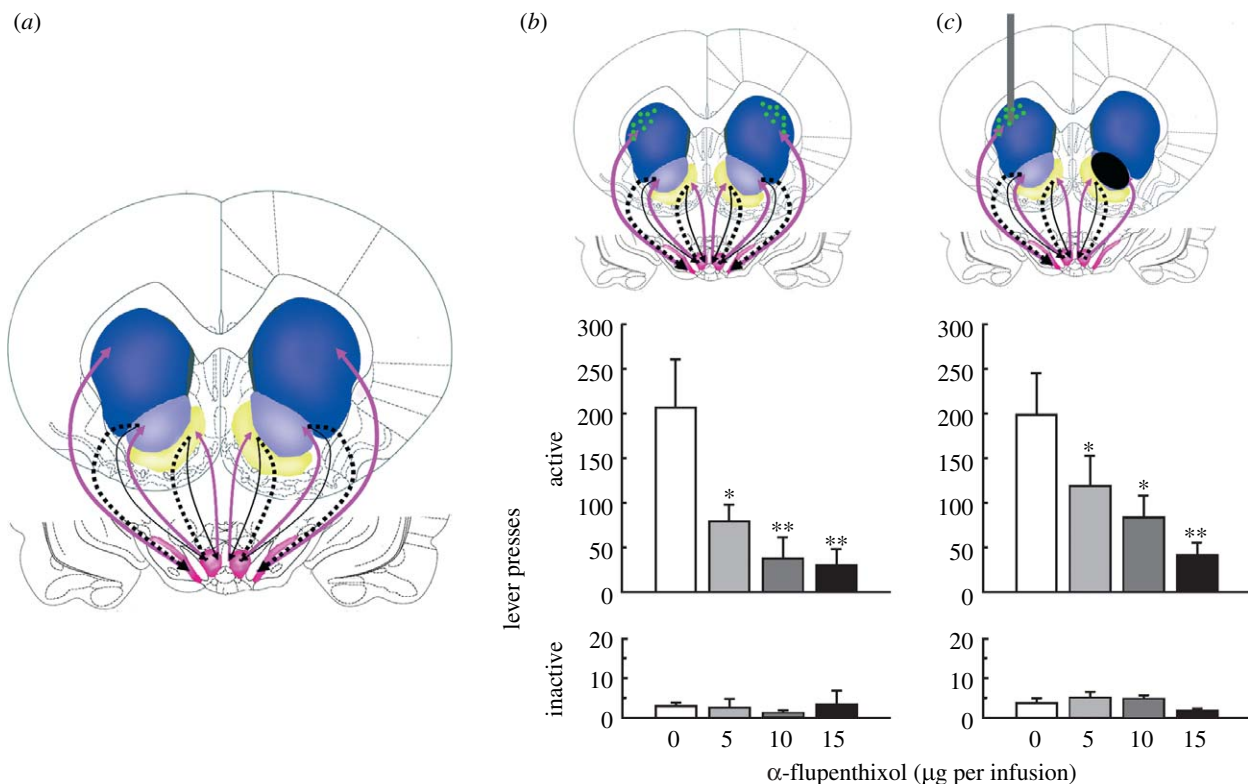 (a)
(b)
(c)
300
250
200
150
100
50
0
active
*
**
**
300
250
200
150
100
50
0
*
*
**
lever presses
20
10
0
inactive
0 5 10 15
20
10
0
0 5 10 15
α-flupenthixol (μg per infusion)